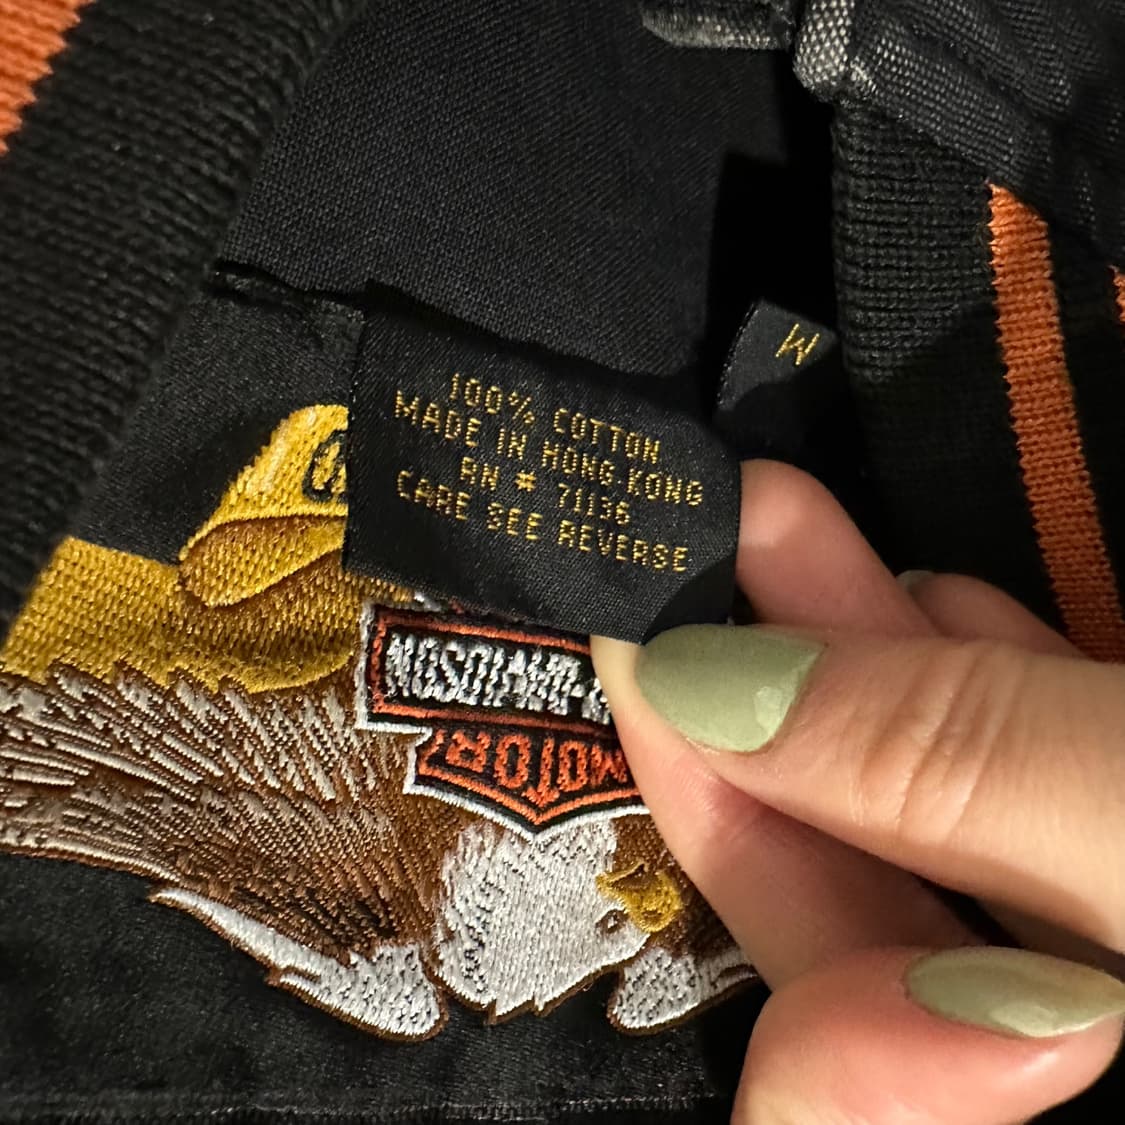 100% COTTON
MADE IN HONG KONG
RN # 71136
CARE SEE REVERSE
M
MOTOR